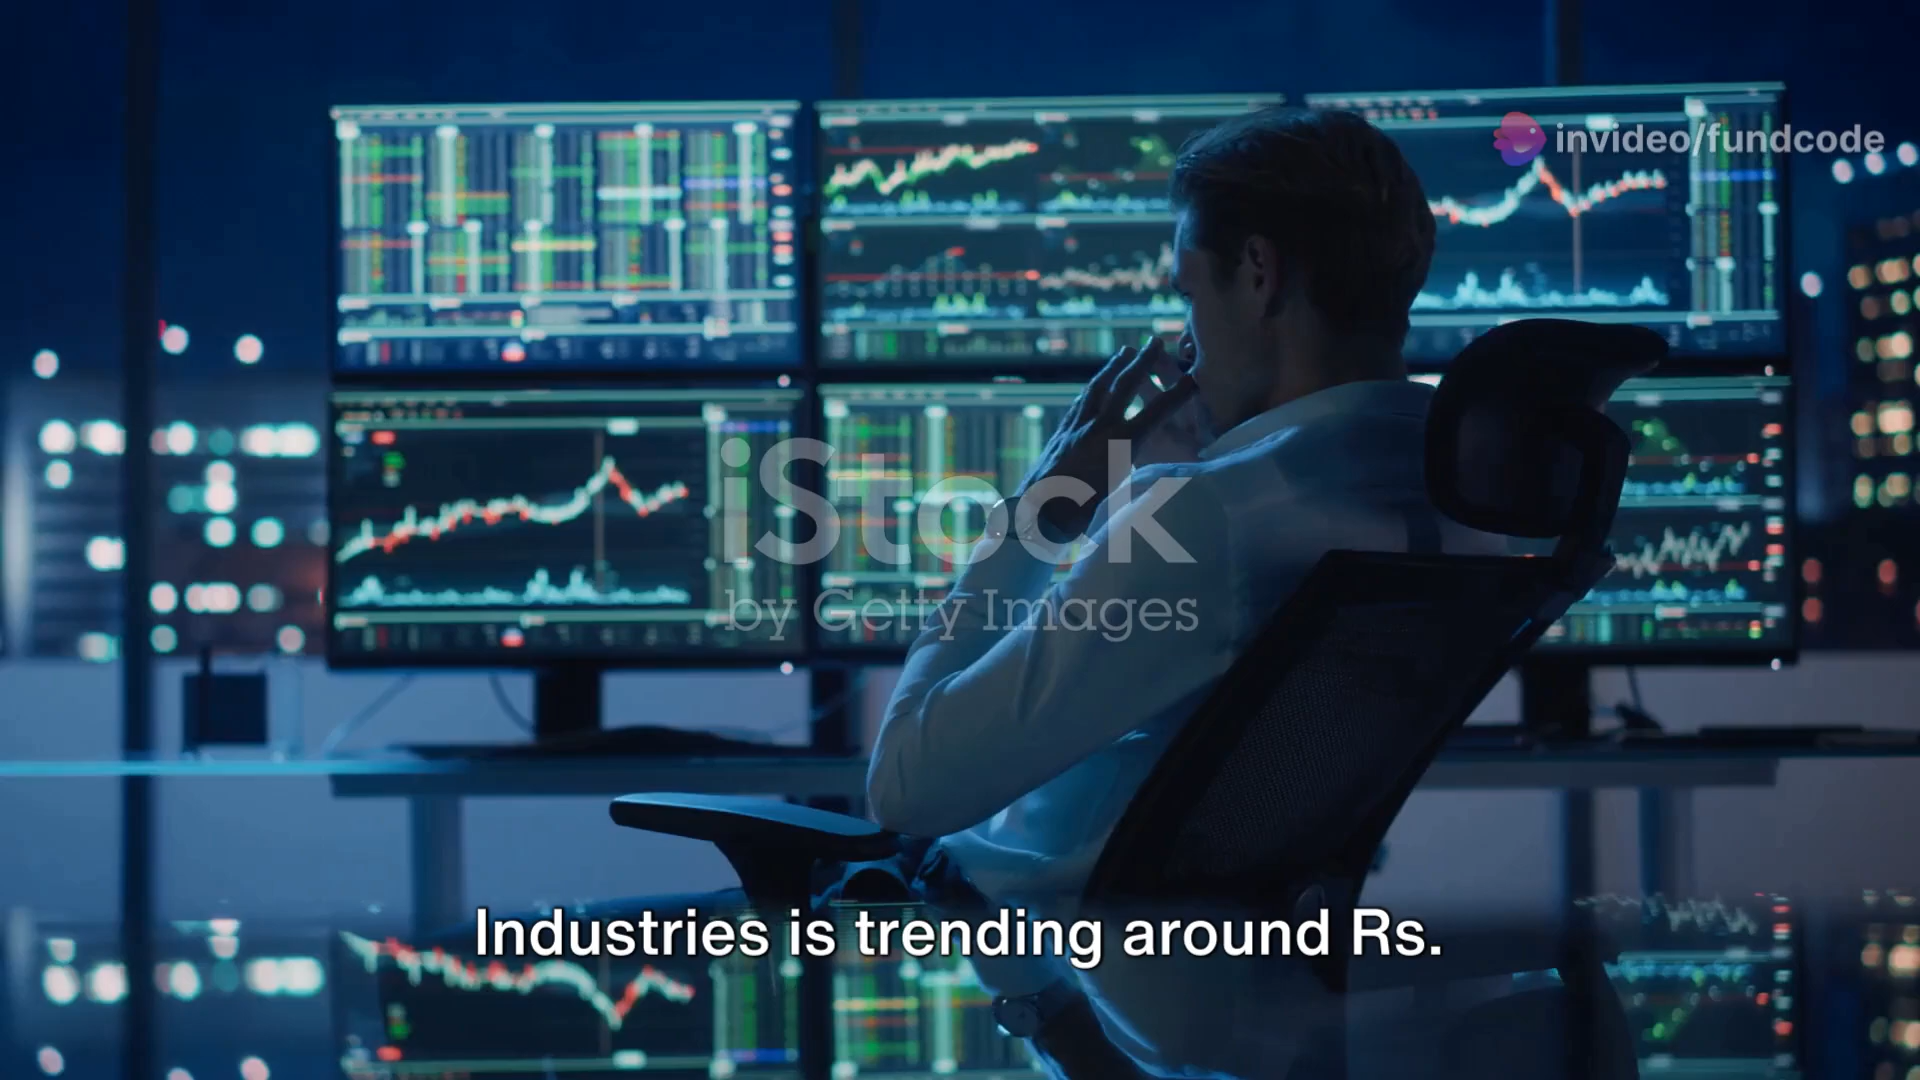 invideo/fundcode
iStock
by Getty Images
Industries is trending around Rs.